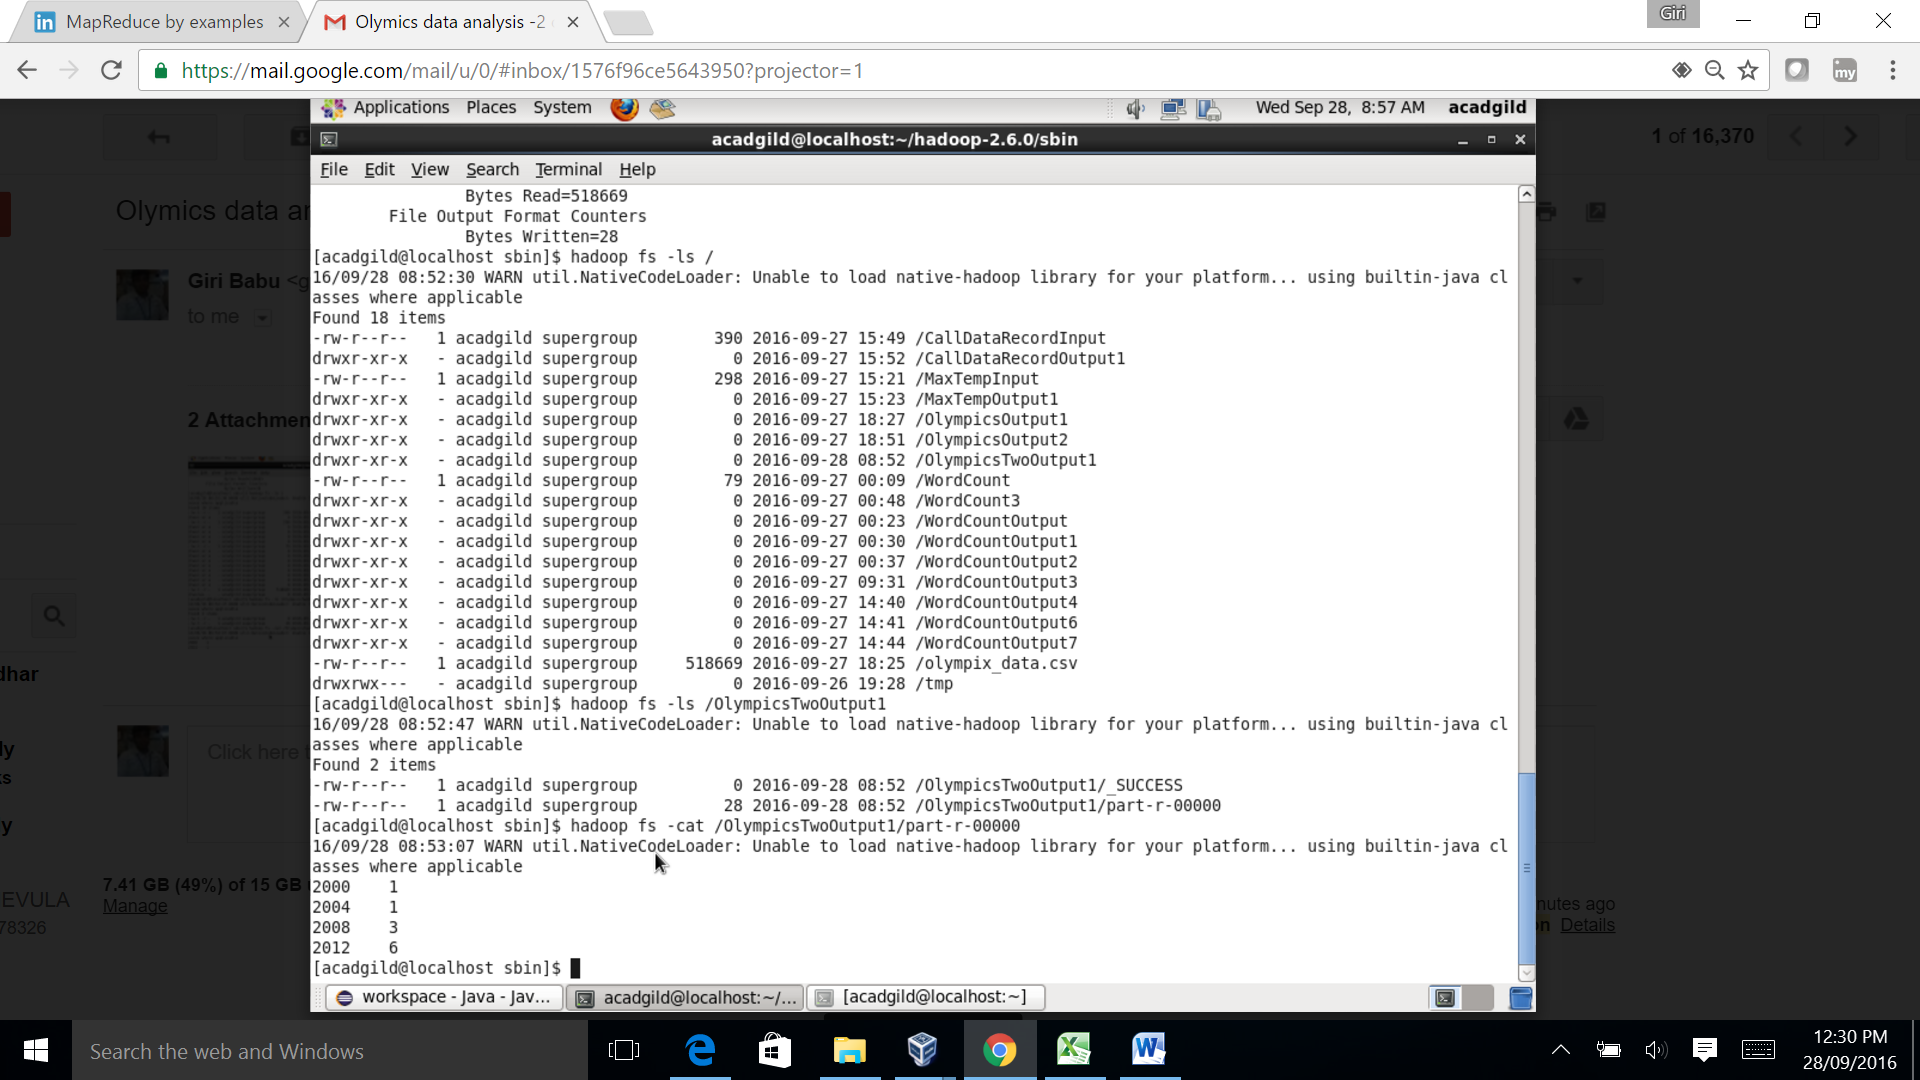 MapReduce by examples
Olymics data analysis -2
Giri
https://mail.google.com/mail/u/0/#inbox/1576f96ce5643950?projector=1
my
Applications Places System Wed Sep 28, 8:57 AM acadgild
acadgild@localhost:~/hadoop-2.6.0/sbin
1 of 16,370
File Edit View Search Terminal Help
Olymics data an
Giri Babu <g
to me
2 Attachmen
Bytes Read=518669
File Output Format Counters
Bytes Written=28
[acadgild@localhost sbin]$ hadoop fs -ls /
16/09/28 08:52:30 WARN util.NativeCodeLoader: Unable to load native-hadoop library for your platform... using builtin-java cl
asses where applicable
Found 18 items
-rw-r--r-- 1 acadgild supergroup 390 2016-09-27 15:49 /CallDataRecordInput
drwxr-xr-x - acadgild supergroup 0 2016-09-27 15:52 /CallDataRecordOutput1
-rw-r--r-- 1 acadgild supergroup 298 2016-09-27 15:21 /MaxTempInput
drwxr-xr-x - acadgild supergroup 0 2016-09-27 15:23 /MaxTempOutput1
drwxr-xr-x - acadgild supergroup 0 2016-09-27 18:27 /OlympicsOutput1
drwxr-xr-x - acadgild supergroup 0 2016-09-27 18:51 /OlympicsOutput2
drwxr-xr-x - acadgild supergroup 0 2016-09-28 08:52 /OlympicsTwoOutput1
-rw-r--r-- 1 acadgild supergroup 79 2016-09-27 00:09 /WordCount
drwxr-xr-x - acadgild supergroup 0 2016-09-27 00:48 /WordCount3
drwxr-xr-x - acadgild supergroup 0 2016-09-27 00:23 /WordCountOutput
drwxr-xr-x - acadgild supergroup 0 2016-09-27 00:30 /WordCountOutput1
drwxr-xr-x - acadgild supergroup 0 2016-09-27 00:37 /WordCountOutput2
drwxr-xr-x - acadgild supergroup 0 2016-09-27 09:31 /WordCountOutput3
drwxr-xr-x - acadgild supergroup 0 2016-09-27 14:40 /WordCountOutput4
drwxr-xr-x - acadgild supergroup 0 2016-09-27 14:41 /WordCountOutput6
drwxr-xr-x - acadgild supergroup 0 2016-09-27 14:44 /WordCountOutput7
-rw-r--r-- 1 acadgild supergroup 518669 2016-09-27 18:25 /olympix_data.csv
drwxrwx--- - acadgild supergroup 0 2016-09-26 19:28 /tmp
[acadgild@localhost sbin]$ hadoop fs -ls /OlympicsTwoOutput1
16/09/28 08:52:47 WARN util.NativeCodeLoader: Unable to load native-hadoop library for your platform... using builtin-java cl
asses where applicable
Found 2 items
-rw-r--r-- 1 acadgild supergroup 0 2016-09-28 08:52 /OlympicsTwoOutput1/_SUCCESS
-rw-r--r-- 1 acadgild supergroup 28 2016-09-28 08:52 /OlympicsTwoOutput1/part-r-00000
[acadgild@localhost sbin]$ hadoop fs -cat /OlympicsTwoOutput1/part-r-00000
16/09/28 08:53:07 WARN util.NativeCodeLoader: Unable to load native-hadoop library for your platform... using builtin-java cl
asses where applicable
2000 1
2004 1
2008 3
2012 6
[acadgild@localhost sbin]$
workspace - Java - Jav... acadgild@localhost:~/... [acadgild@localhost:~]
dhar
ly
ks
y
Click here t
EVULA
78326
7.41 GB (49%) of 15 GB
Manage
nutes ago
on Details
Search the web and Windows
12:30 PM
28/09/2016